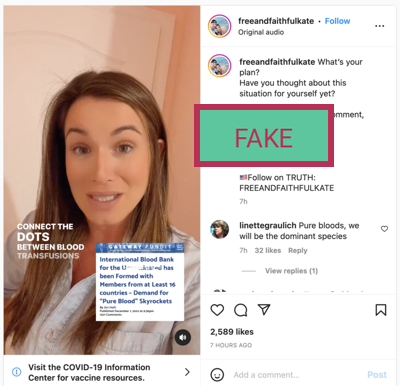 freeandfaithfulkate • Follow
Original audio
freeandfaithfulkate What's your
plan?
Have you thought about this
situation for yourself yet?
omment,
FAKE
🇺🇸Follow on TRUTH:
FREEANDFAITHFULKATE
7h
linettegraulich Pure bloods, we
will be the dominant species
7h 32 likes Reply
View replies (1)
CONNECT THE
DOTS
BETWEEN BLOOD
TRANSFUSIONS
GATEWAY PUNDIT
International Blood Bank
for the has
been Formed with
Members from at Least 16
countries – Demand for
"Pure Blood" Skyrockets
2,589 likes
7 HOURS AGO
Visit the COVID-19 Information
Center for vaccine resources.
Add a comment...
Post